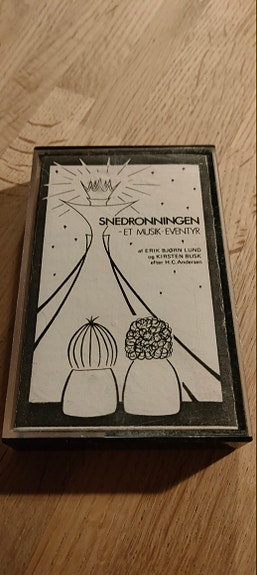 SNEDRONNINGEN
- ET MUSIK-EVENTYR
af ERIK BJØRN LUND
og KIRSTEN BUSK
efter H.C. Andersen